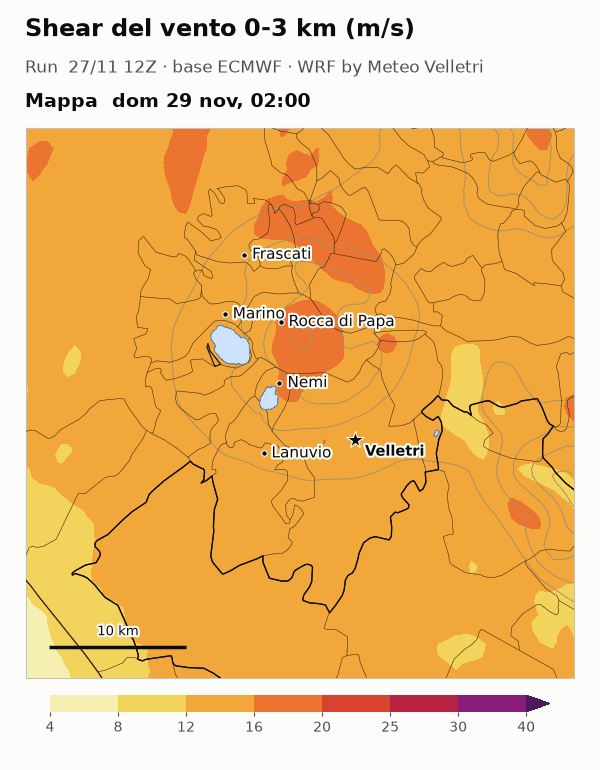 Shear del vento 0-3 km (m/s)
Run  27/11 12Z · base ECMWF · WRF by Meteo Velletri
Mappa  dom 29 nov, 02:00
Frascati
Marino
Rocca di Papa
Nemi
Velletri
Lanuvio
10 km
4 8 12 16 20 25 30 40